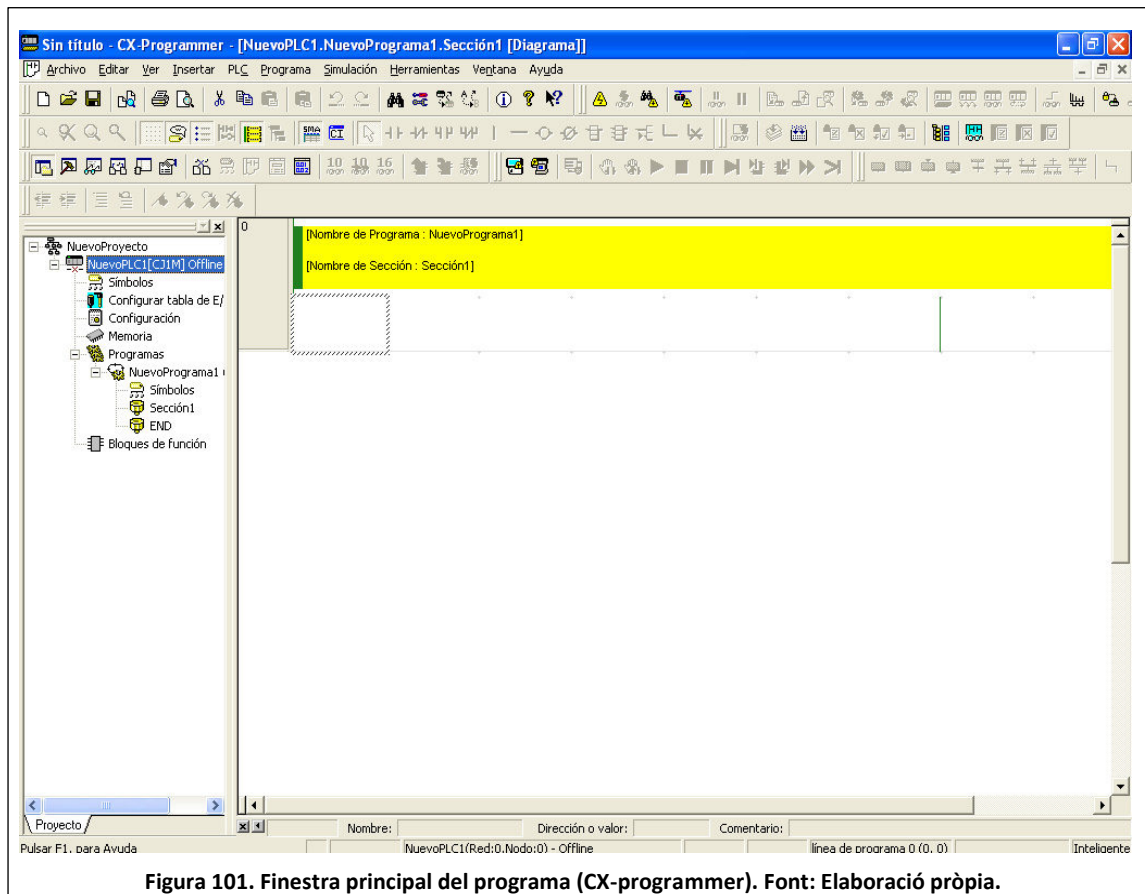 Sin título - CX-Programmer - [NuevoPLC1.NuevoPrograma1.Sección1 [Diagrama]]
Archivo Editar Ver Insertar PLC Programa Simulación Herramientas Ventana Ayuda
10 10 16
0
[Nombre de Programa : NuevoPrograma1]
[Nombre de Sección : Sección1]
NuevoProyecto
NuevoPLC1[CJ1M] Offline
Símbolos
Configurar tabla de E/
Configuración
Memoria
Programas
NuevoPrograma1
Símbolos
Sección1
END
Bloques de función
Proyecto
Nombre: Dirección o valor: Comentario:
Pulsar F1, para Ayuda NuevoPLC1(Red:0,Nodo:0) - Offline línea de programa 0 (0, 0) Inteligente
Figura 101. Finestra principal del programa (CX-programmer). Font: Elaboració pròpia.